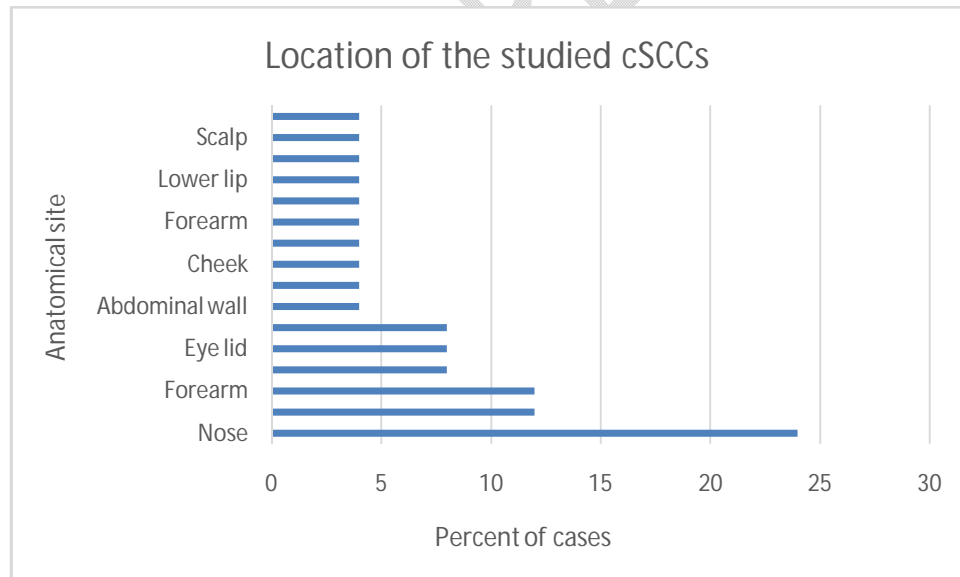 Location of the studied cSCCs
Anatomical site
Scalp
Lower lip
Forearm
Cheek
Abdominal wall
Eye lid
Forearm
Nose
0 5 10 15 20 25 30
Percent of cases